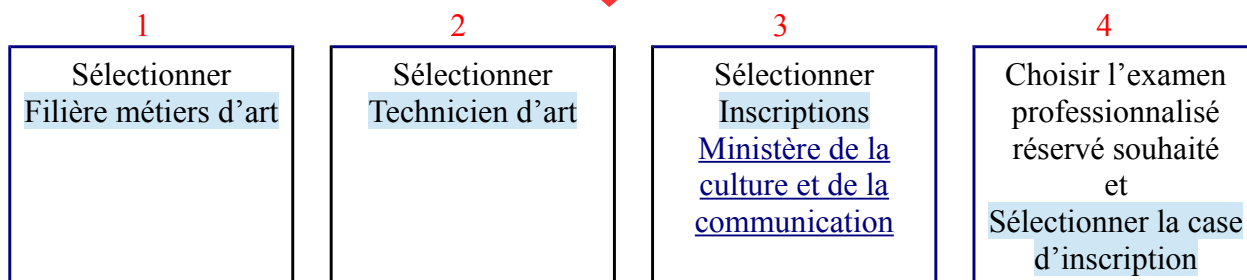 1
Sélectionner
Filière métiers d'art
2
Sélectionner
Technicien d'art
3
Sélectionner
Inscriptions
Ministère de la
culture et de la
communication
4
Choisir l'examen
professionnalisé
réservé souhaité
et
Sélectionner la case
d'inscription